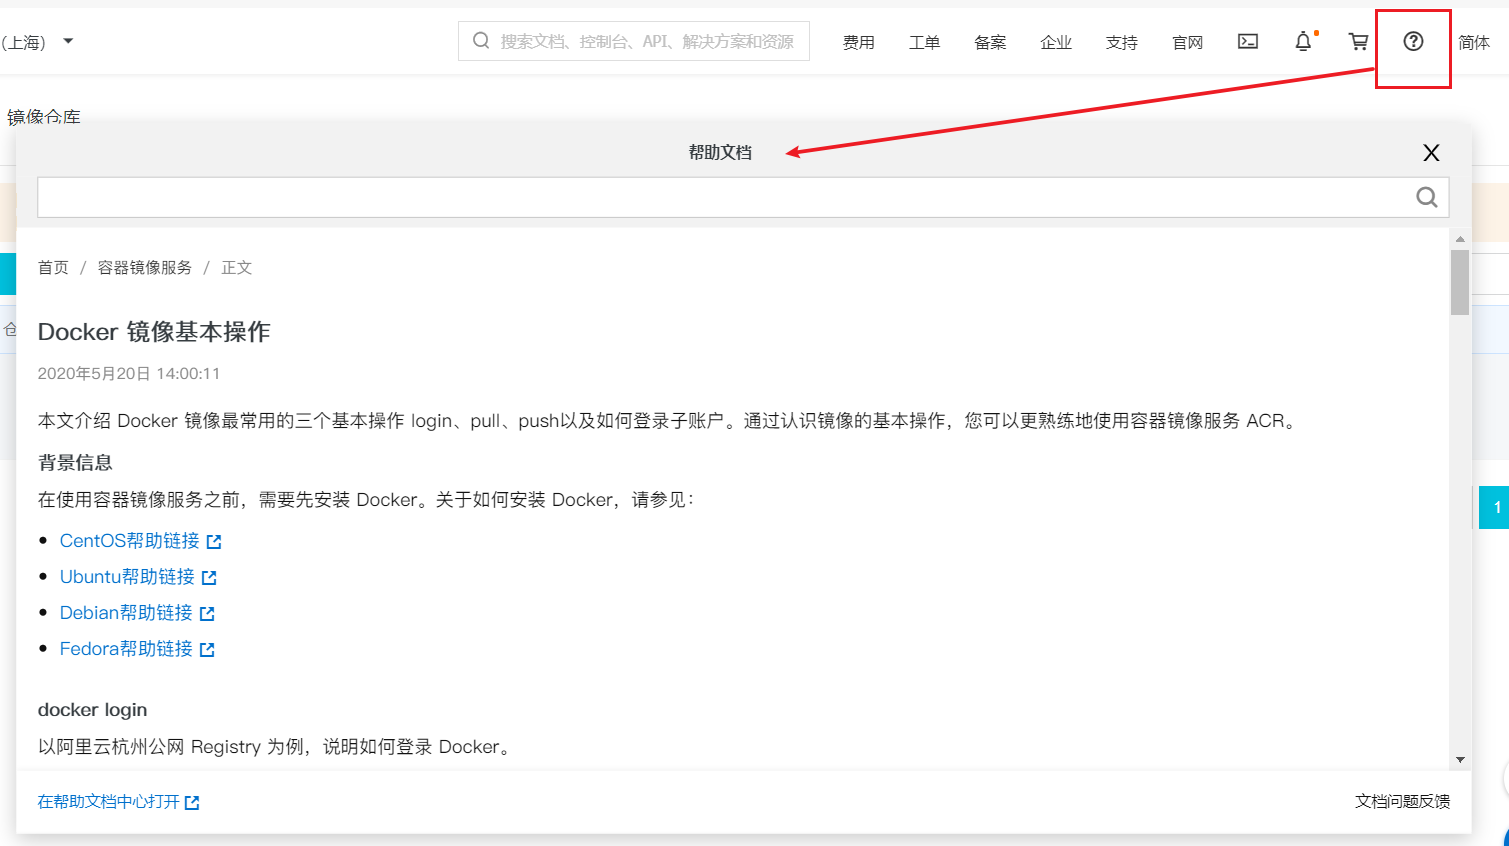 (上海)
搜索文档、控制台、API、解决方案和资源
费用 工单 备案 企业 支持 官网 简体
镜像仓库
帮助文档 X
首页 / 容器镜像服务 / 正文
仓
Docker 镜像基本操作
2020年5月20日 14:00:11
本文介绍 Docker 镜像最常用的三个基本操作 login、pull、push以及如何登录子账户。通过认识镜像的基本操作，您可以更熟练地使用容器镜像服务 ACR。
背景信息
在使用容器镜像服务之前，需要先安装 Docker。关于如何安装 Docker，请参见：
1
CentOS帮助链接
Ubuntu帮助链接
Debian帮助链接
Fedora帮助链接
docker login
以阿里云杭州公网 Registry 为例，说明如何登录 Docker。
在帮助文档中心打开
文档问题反馈